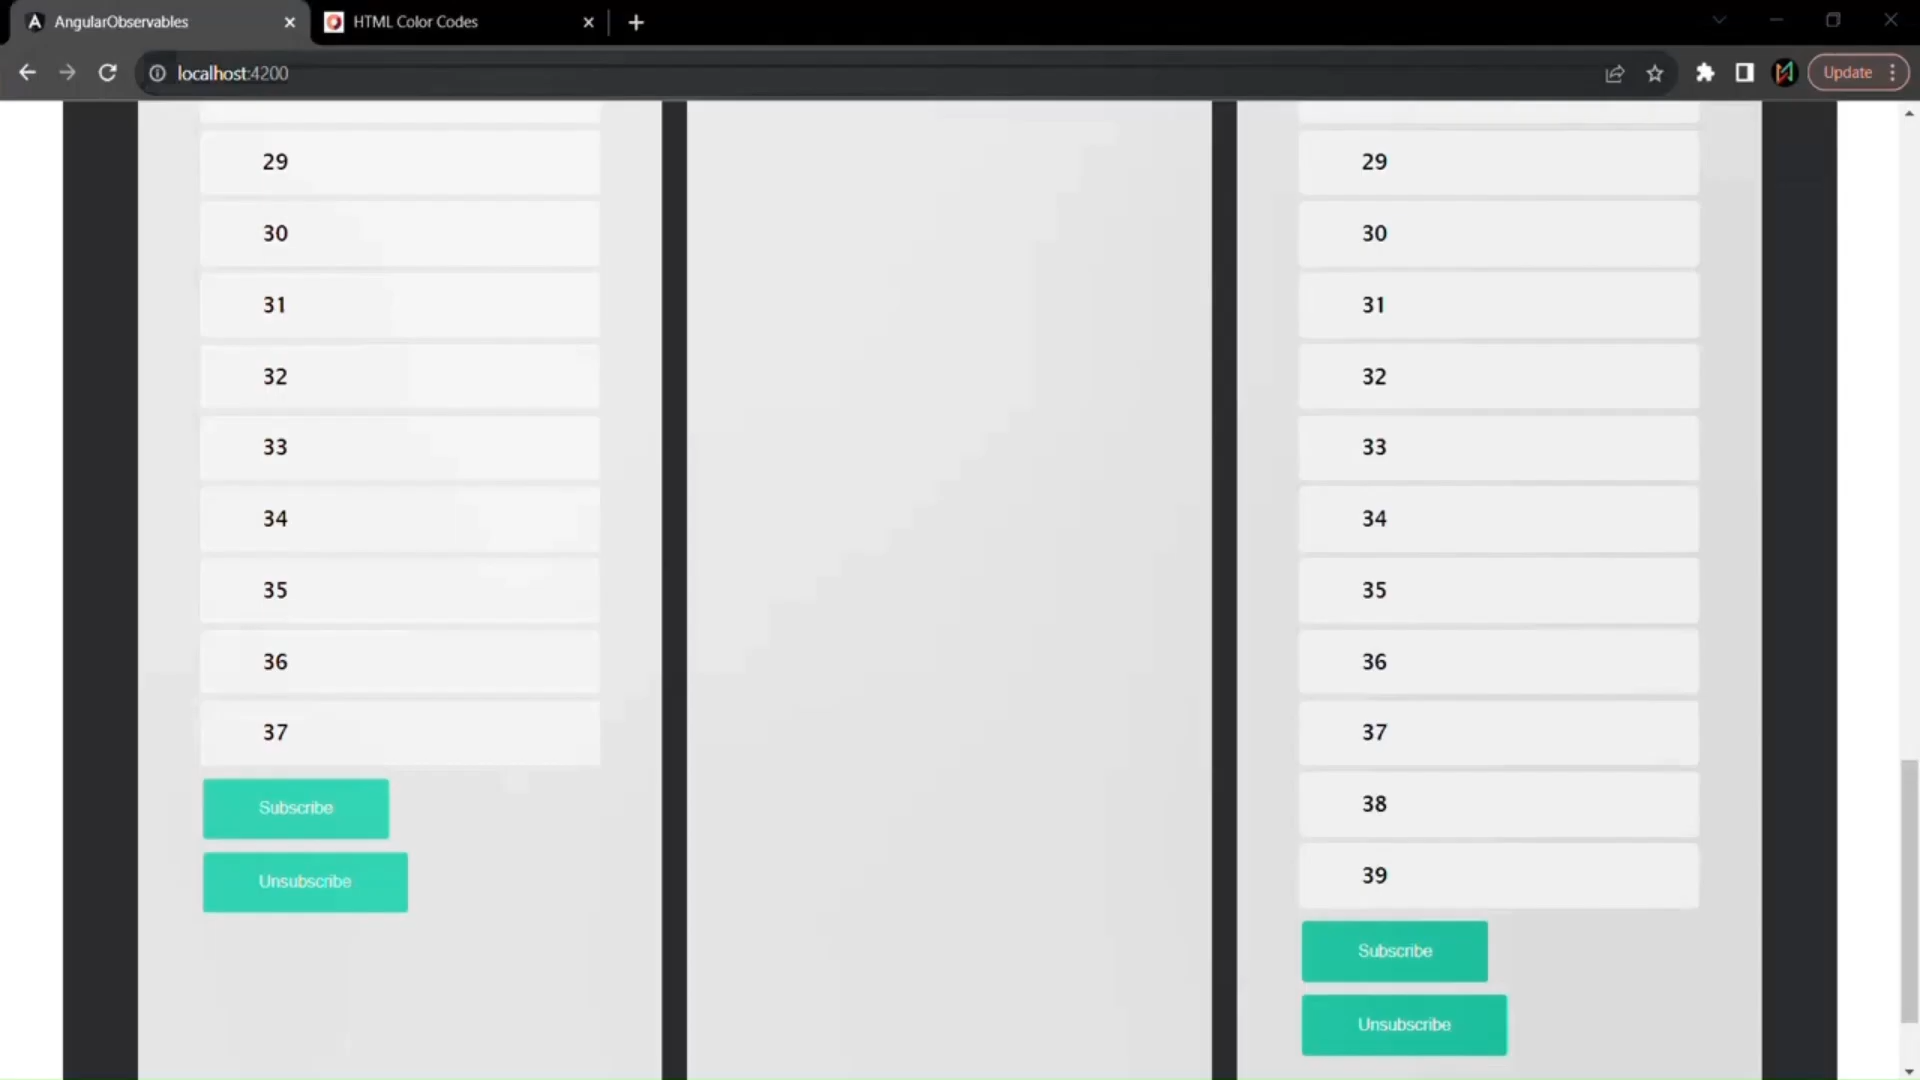 AngularObservables
HTML Color Codes
localhost:4200
Update
29
30
31
32
33
34
35
36
37
Subscribe
Unsubscribe
29
30
31
32
33
34
35
36
37
38
39
Subscribe
Unsubscribe